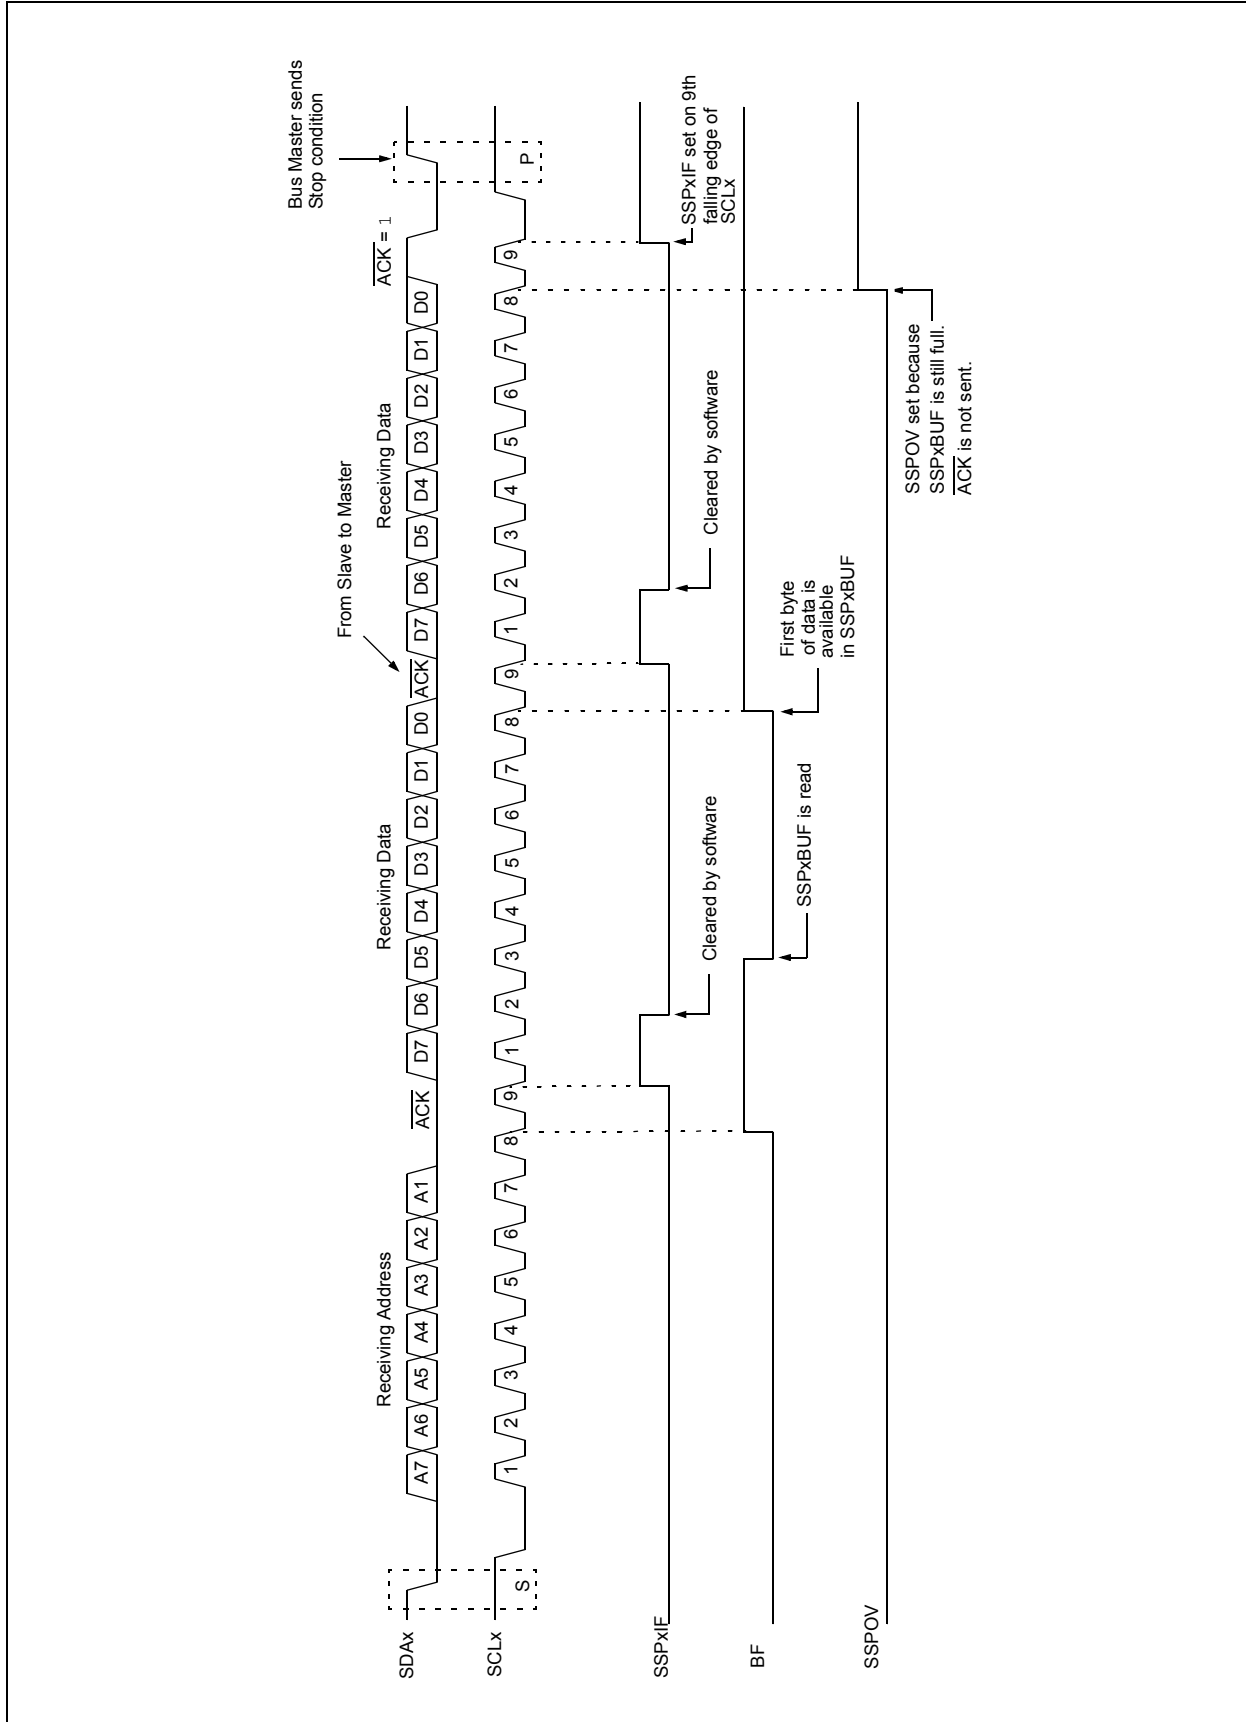 Bus Master sends
Stop condition
From Slave to Master
Receiving Address
Receiving Data
Receiving Data
ACK = 1
SDAx
A7 A6 A5 A4 A3 A2 A1 ACK D7 D6 D5 D4 D3 D2 D1 D0 ACK D7 D6 D5 D4 D3 D2 D1 D0
SCLx
S 1 2 3 4 5 6 7 8 9 1 2 3 4 5 6 7 8 9 1 2 3 4 5 6 7 8 9 P
SSPxIF
Cleared by software
Cleared by software
SSPxIF set on 9th
falling edge of
SCLx
BF
SSPxBUF is read
First byte
of data is
available
in SSPxBUF
SSPOV
SSPOV set because
SSPxBUF is still full.
ACK is not sent.